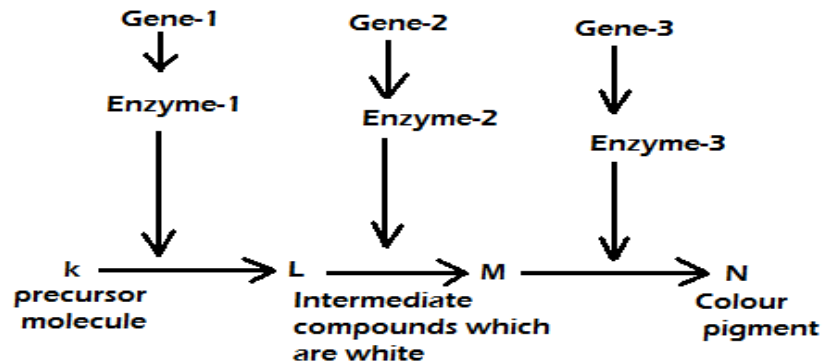 Gene-1
Gene-2
Gene-3
Enzyme-1
Enzyme-2
Enzyme-3
k
L
M
N
precursor
molecule
Intermediate
compounds which
are white
Colour
pigment